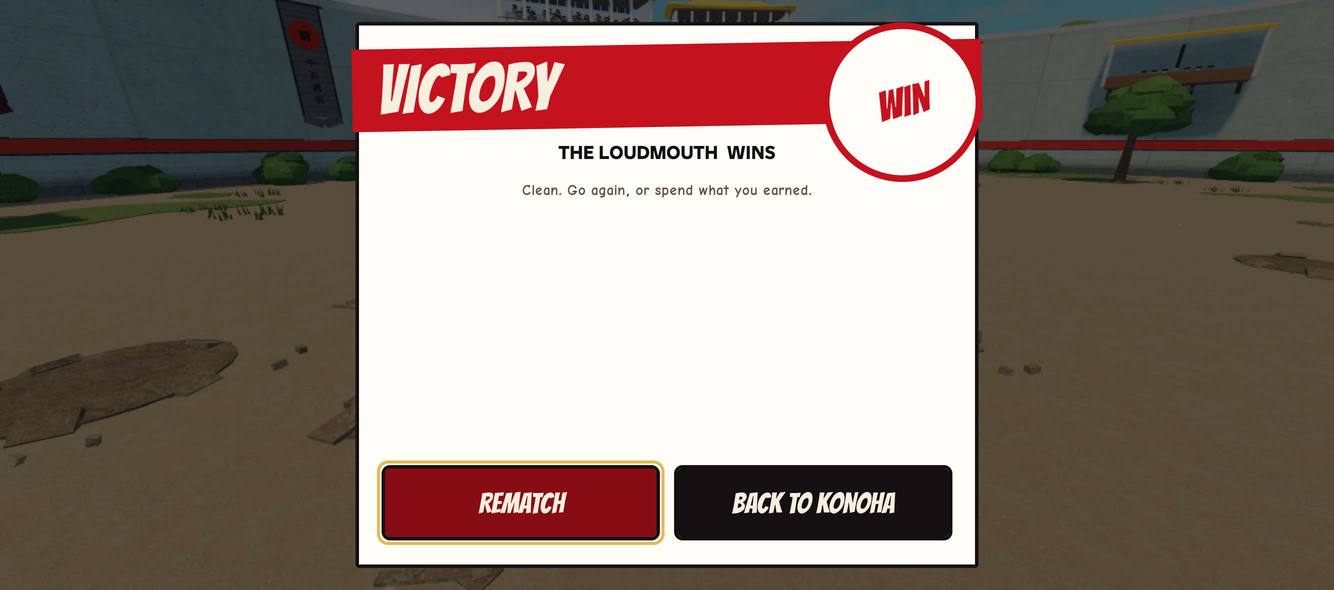 VICTORY
WIN
THE LOUDMOUTH WINS
Clean. Go again, or spend what you earned.
REMATCH
BACK TO KONOHA